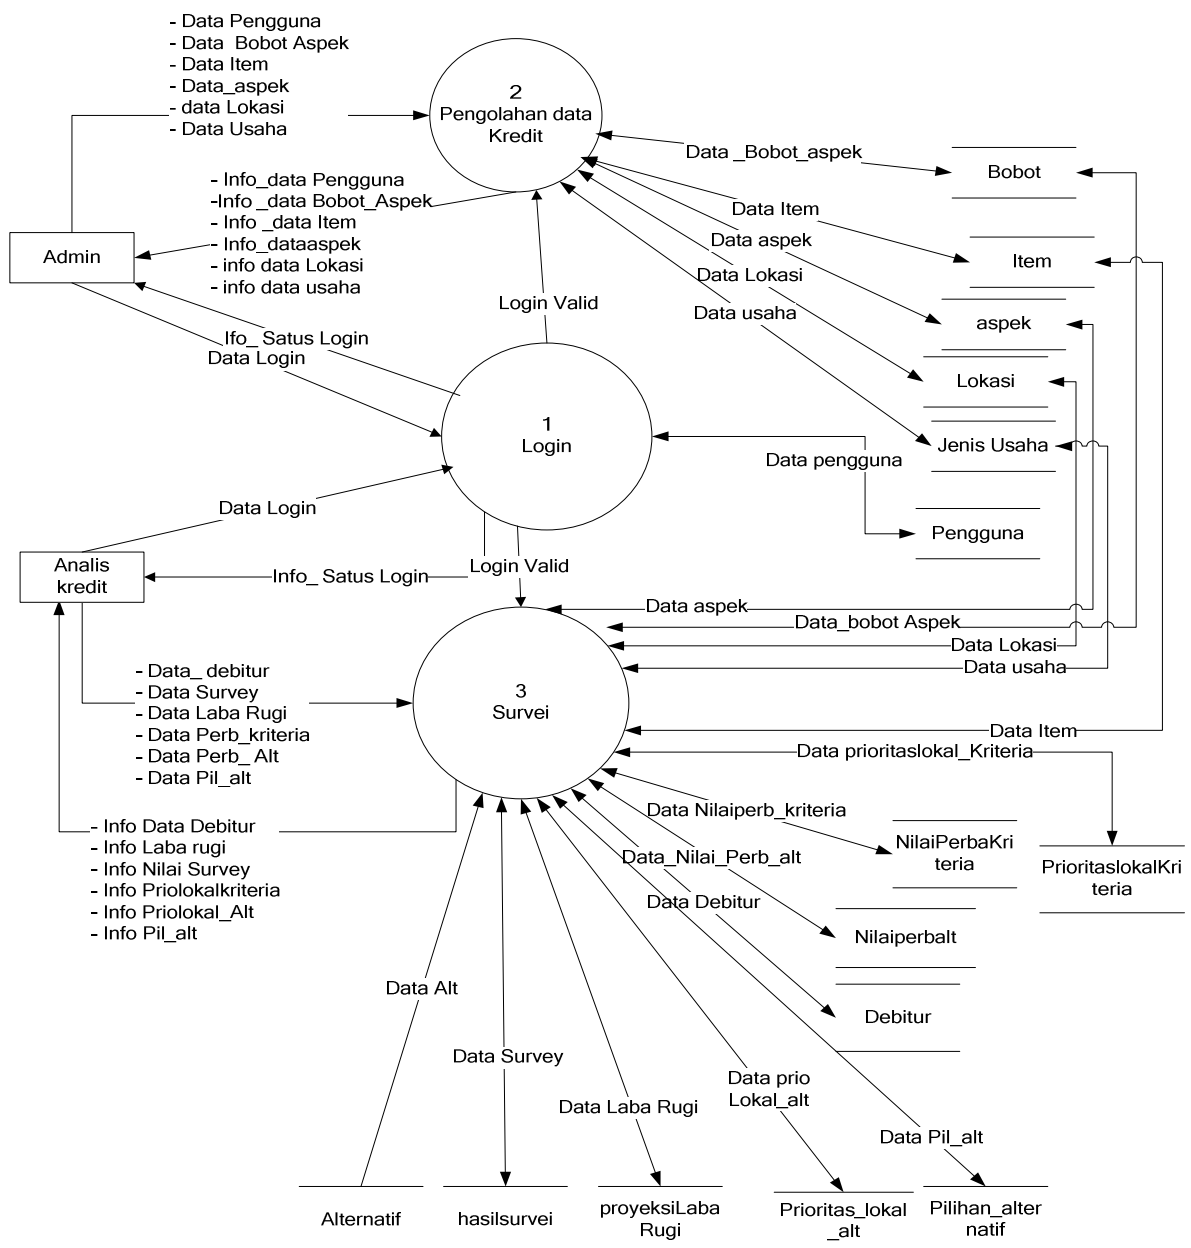 - Data Pengguna
- Data Bobot Aspek
- Data Item
- Data_aspek
- data Lokasi
- Data Usaha
2
Pengolahan data
Kredit
Data _Bobot_aspek
Bobot
- Info_data Pengguna
-Info _data Bobot_Aspek
- Info _data Item
- Info_dataaspek
- info data Lokasi
- info data usaha
Admin
Data Item
Data aspek
Data Lokasi
Data usaha
Item
aspek
Lokasi
Jenis Usaha
Login Valid
Ifo_ Satus Login
Data Login
1
Login
Data pengguna
Pengguna
Data Login
Analis
kredit
Info_ Satus Login
Login Valid
Data aspek
Data_bobot Aspek
Data Lokasi
Data usaha
- Data_ debitur
- Data Survey
- Data Laba Rugi
- Data Perb_kriteria
- Data Perb_ Alt
- Data Pil_alt
3
Survei
Data Item
Data prioritaslokal_Kriteria
Data Nilaiperb_kriteria
- Info Data Debitur
- Info Laba rugi
- Info Nilai Survey
- Info Priolokalkriteria
- Info Priolokal_Alt
- Info Pil_alt
Data_Nilai_Perb_alt
Data Debitur
NilaiPerbaKri
teria
PrioritaslokalKri
teria
Nilaiperbalt
Debitur
Data Alt
Data Survey
Data Laba Rugi
Data prio
Lokal_alt
Data Pil_alt
Alternatif
hasilsurvei
proyeksiLaba
Rugi
Prioritas_lokal
_alt
Pilihan_alter
natif